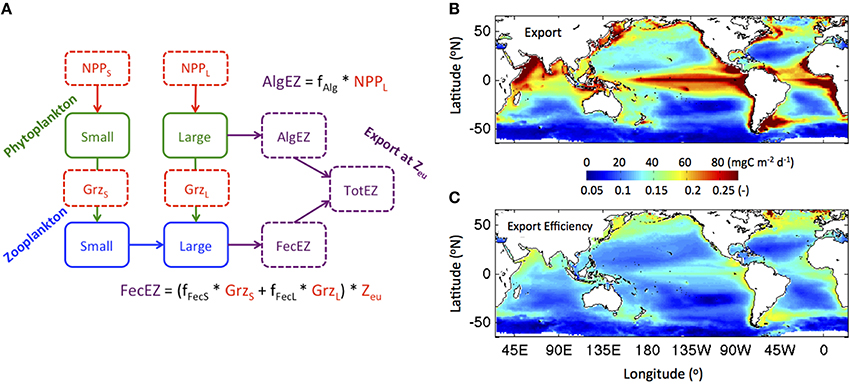 A
NPPS
NPPL
AlgEZ = fAlg * NPPL
Phytoplankton
Small
Large
AlgEZ
Export at Zeu
GrzS
GrzL
TotEZ
Zooplankton
Small
Large
FecEZ
FecEZ = (fFecS * GrzS + fFecL * GrzL) * Zeu
B
Export
Latitude (°N)
50
0
-50
0 20 40 60 80 (mgC m-2 d-1)
0.05 0.1 0.15 0.2 0.25 (-)
C
Export Efficiency
Latitude (°N)
50
0
-50
45E 90E 135E 180 135W 90W 45W 0
Longitude (°)